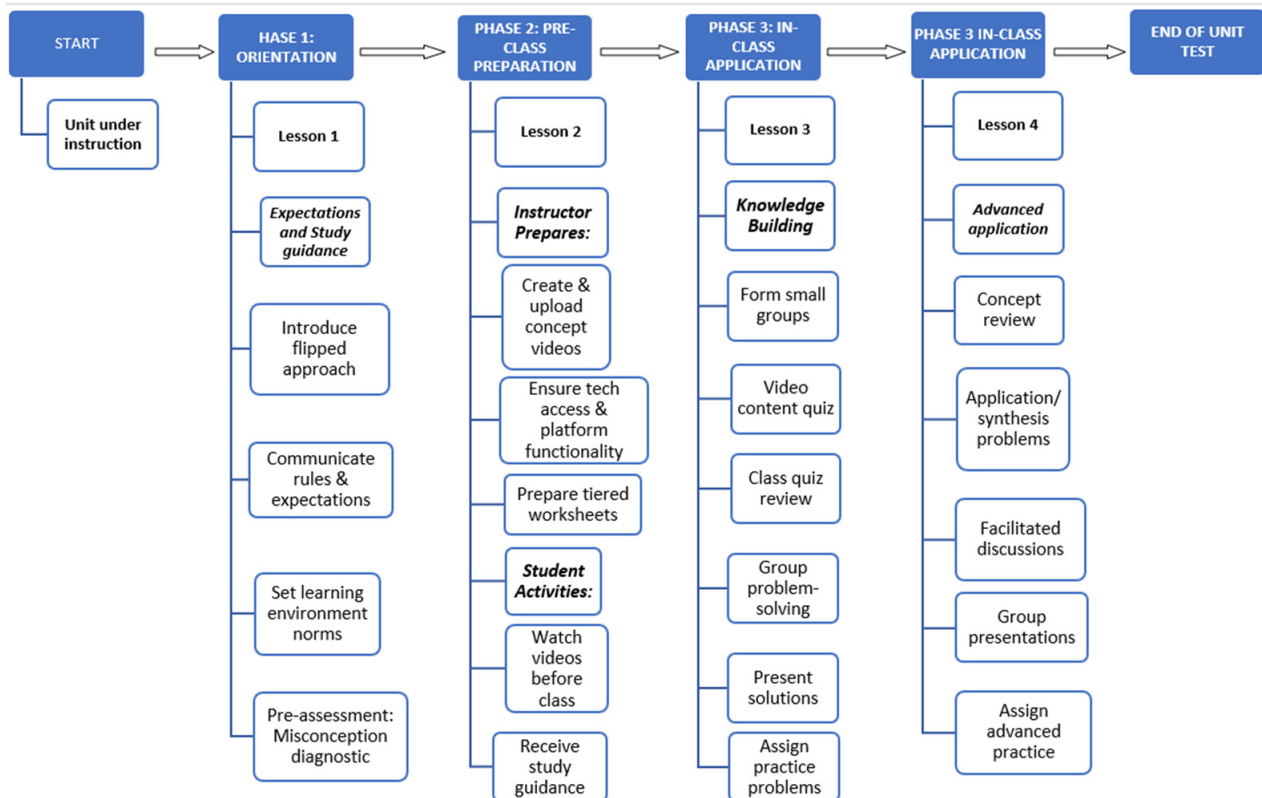 START
Unit under
instruction
HASE 1:
ORIENTATION
Lesson 1
Expectations
and Study
guidance
Introduce
flipped
approach
Communicate
rules &
expectations
Set learning
environment
norms
Pre-assessment:
Misconception
diagnostic
PHASE 2: PRE-
CLASS
PREPARATION
Lesson 2
Instructor
Prepares:
Create &
upload
concept
videos
Ensure tech
access &
platform
functionality
Prepare tiered
worksheets
Student
Activities:
Watch
videos
before
class
Receive
study
guidance
PHASE 3: IN-
CLASS
APPLICATION
Lesson 3
Knowledge
Building
Form small
groups
Video
content quiz
Class quiz
review
Group
problem-
solving
Present
solutions
Assign
practice
problems
PHASE 3 IN-CLASS
APPLICATION
Lesson 4
Advanced
application
Concept
review
Application/
synthesis
problems
Facilitated
discussions
Group
presentations
Assign
advanced
practice
END OF UNIT
TEST